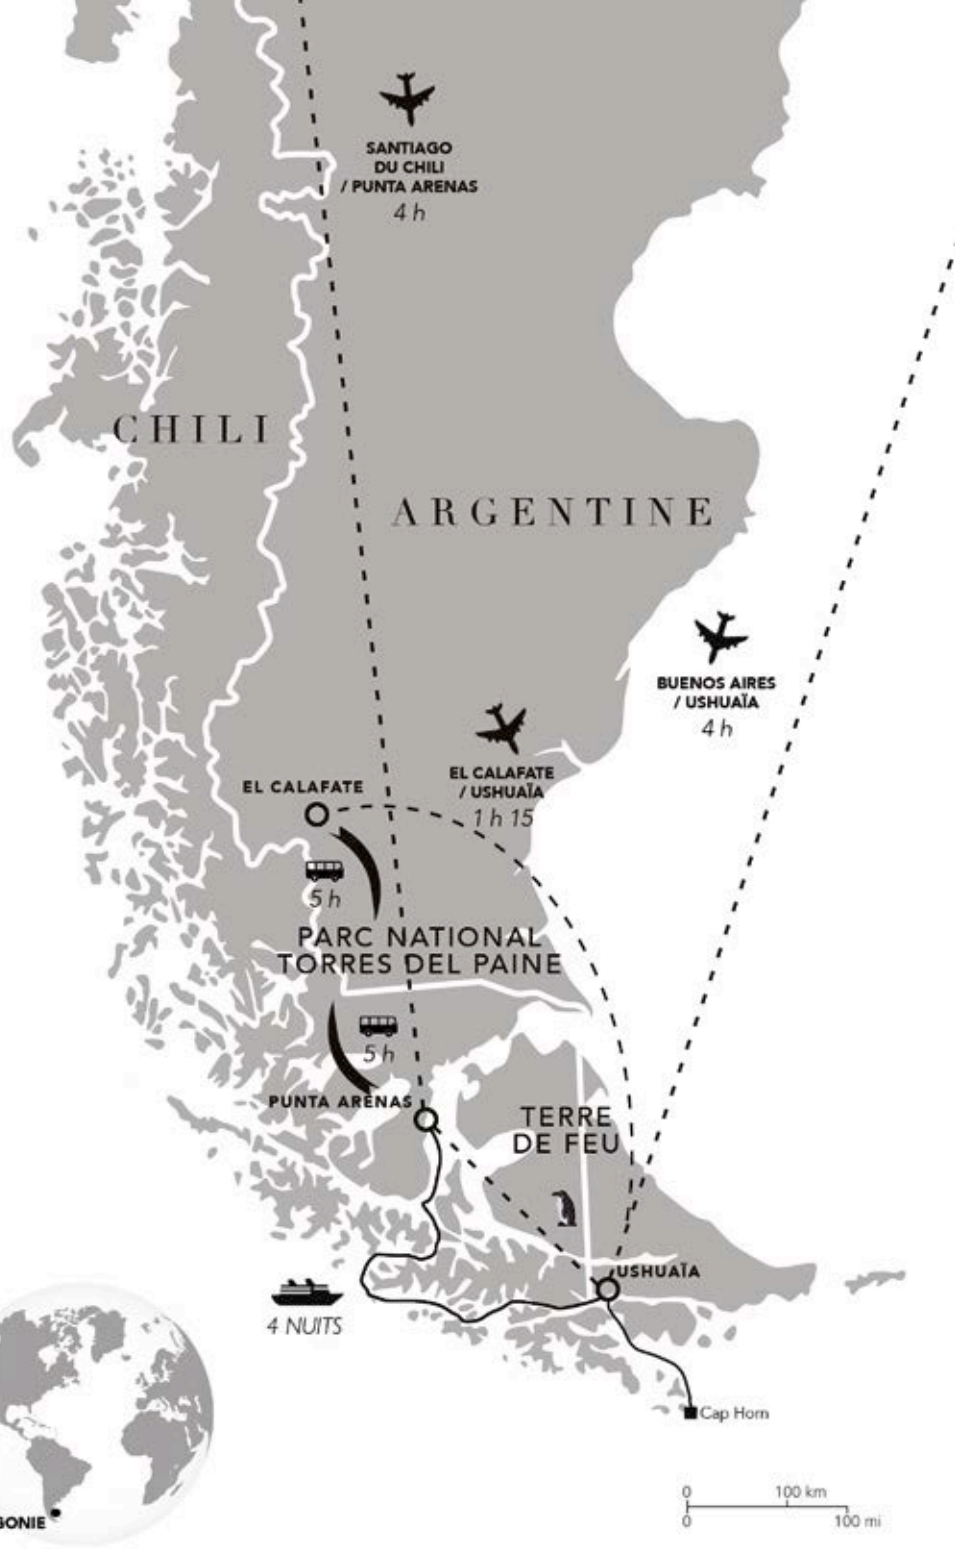 SANTIAGO
DU CHILI
/ PUNTA ARENAS
4 h
CHILI
ARGENTINE
BUENOS AIRES
/ USHUAÏA
4 h
EL CALAFATE
/ USHUAÏA
1 h 15
EL CALAFATE
5 h
PARC NATIONAL
TORRES DEL PAINE
5 h
PUNTA ARENAS
TERRE
DE FEU
USHUAÏA
4 NUITS
Cap Horn
0 100 km
0 100 mi
GONIE